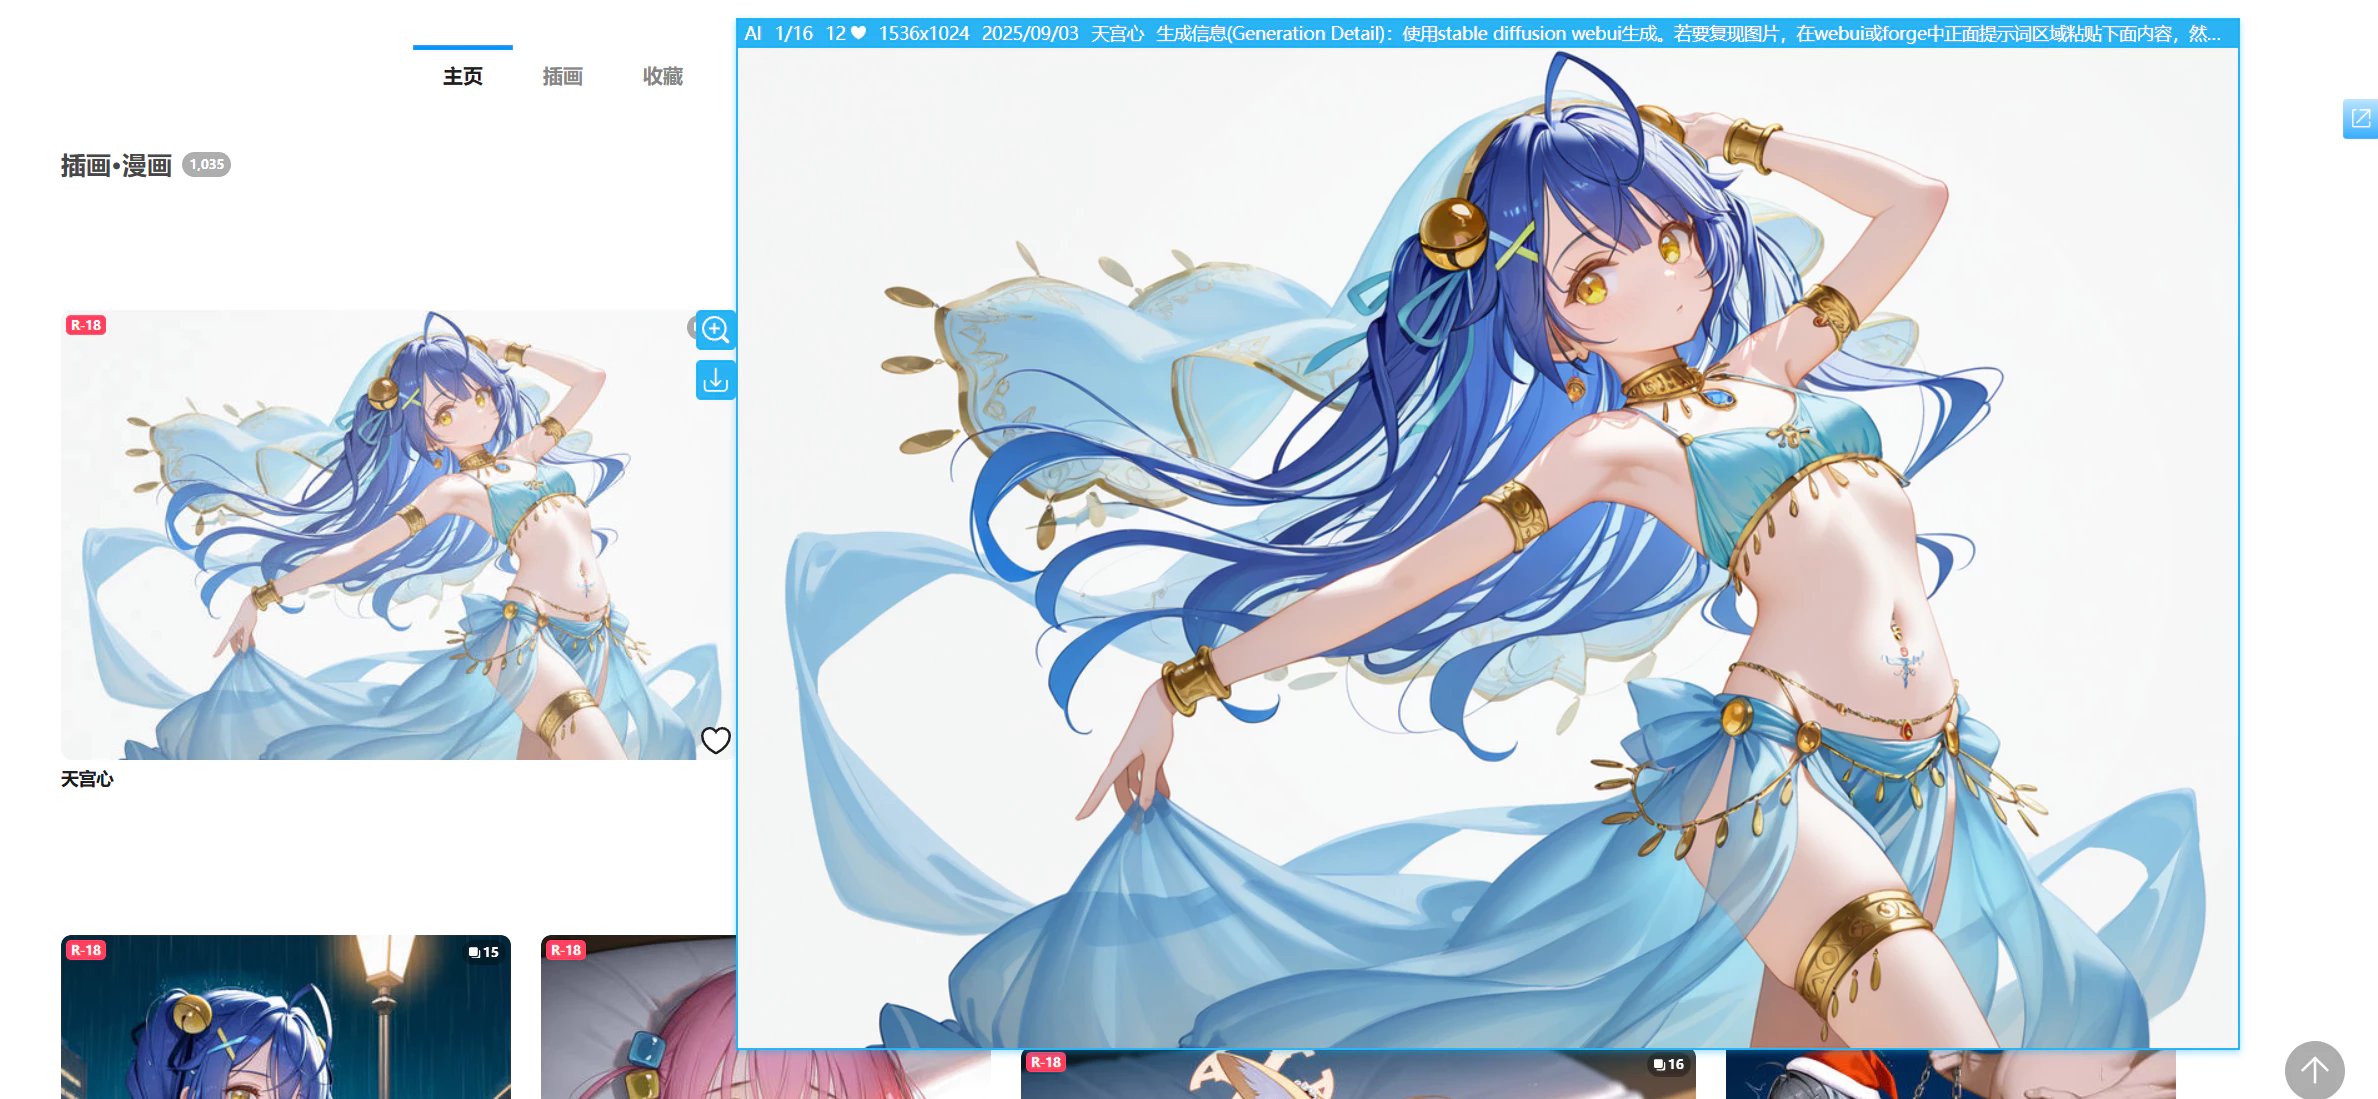 AI 1/16 12 1536x1024 2025/09/03 天宫心 生成信息(Generation Detail)：使用stable diffusion webui生成。若要复现图片，在webui或forge中正面提示词区域粘贴下面内容，然...
主页 插画 收藏
插画•漫画 1,035
R-18
天宫心
R-18 15
R-18
R-18 16